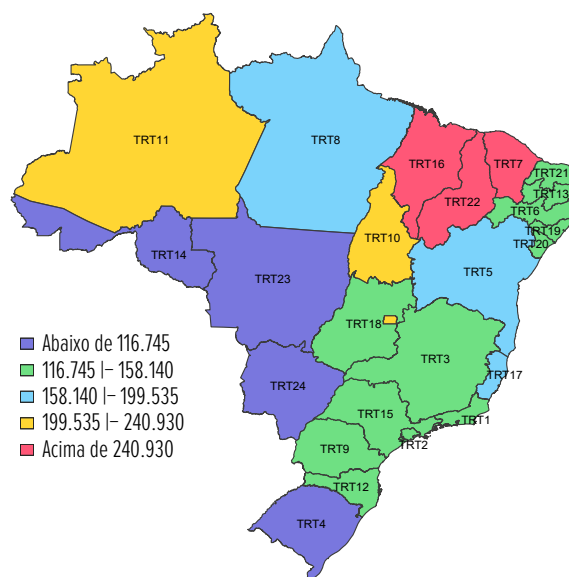 TRT11
TRT8
TRT16
TRT7
TRT21
TRT13
TRT22
TRT6
TRT19
TRT20
TRT10
TRT14
TRT23
TRT5
TRT18
TRT3
TRT17
TRT24
TRT15
TRT1
TRT2
TRT9
TRT12
TRT4
Abaixo de 116.745
116.745 |– 158.140
158.140 |– 199.535
199.535 |– 240.930
Acima de 240.930